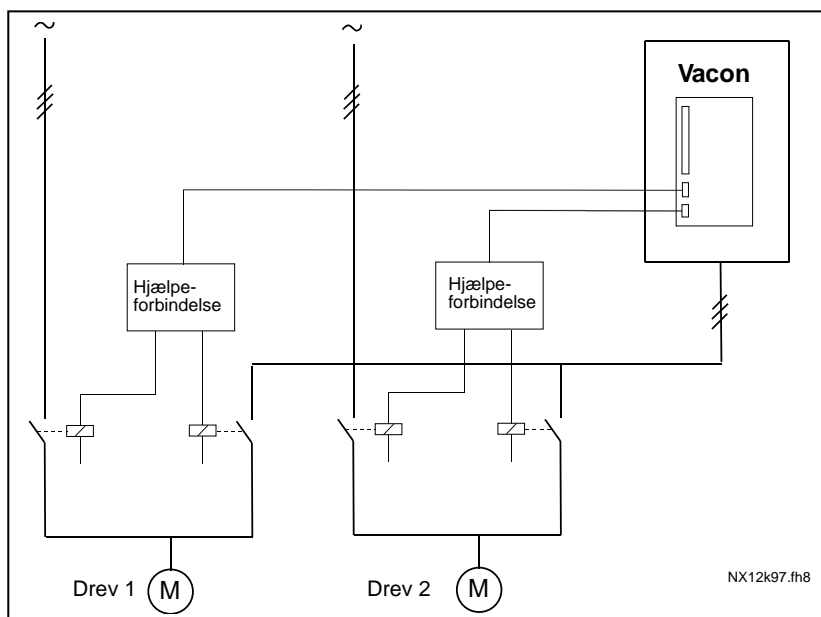 ~
~
Vacon
Hjælpe-
forbindelse
Hjælpe-
forbindelse
Drev 1
M
Drev 2
M
NX12k97.fh8